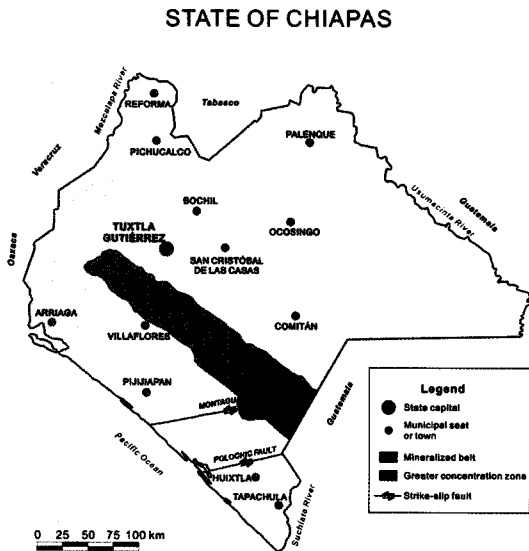 STATE OF CHIAPAS
Mezcalapa River
REFORMA
Tabasco
PICHUCALCO
PALENQUE
Veracruz
Usumacinta River
Guatemala
BOCHIL
OCOSINGO
TUXTLA
GUTIÉRREZ
SAN CRISTÓBAL
DE LAS CASAS
Oaxaca
ARRIAGA
VILLAFLORES
COMITÁN
PIJIJIAPAN
MONTAGU
Guatemala
Pacific Ocean
POLOCHIC FAULT
HUIXTLA
TAPACHULA
Suchiate River
Legend
State capital
Municipal seat
or town
Mineralized belt
Greater concentration zone
Strike-slip fault
0 25 50 75 100 km